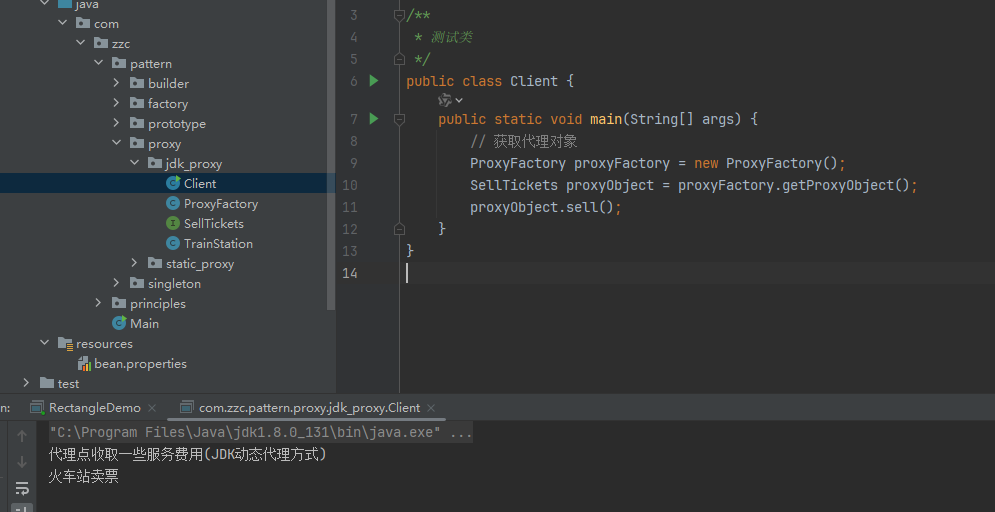 java
com
zzc
pattern
builder
factory
prototype
proxy
jdk_proxy
Client
ProxyFactory
SellTickets
TrainStation
static_proxy
singleton
principles
Main
resources
bean.properties
test
3 /**
4 * 测试类
5 */
6 public class Client {
7 public static void main(String[] args) {
8 // 获取代理对象
9 ProxyFactory proxyFactory = new ProxyFactory();
10 SellTickets proxyObject = proxyFactory.getProxyObject();
11 proxyObject.sell();
12 }
13 }
14
n: RectangleDemo × com.zzc.pattern.proxy.jdk_proxy.Client ×
"C:\Program Files\Java\jdk1.8.0_131\bin\java.exe" ...
代理点收取一些服务费用(JDK动态代理方式)
火车站卖票